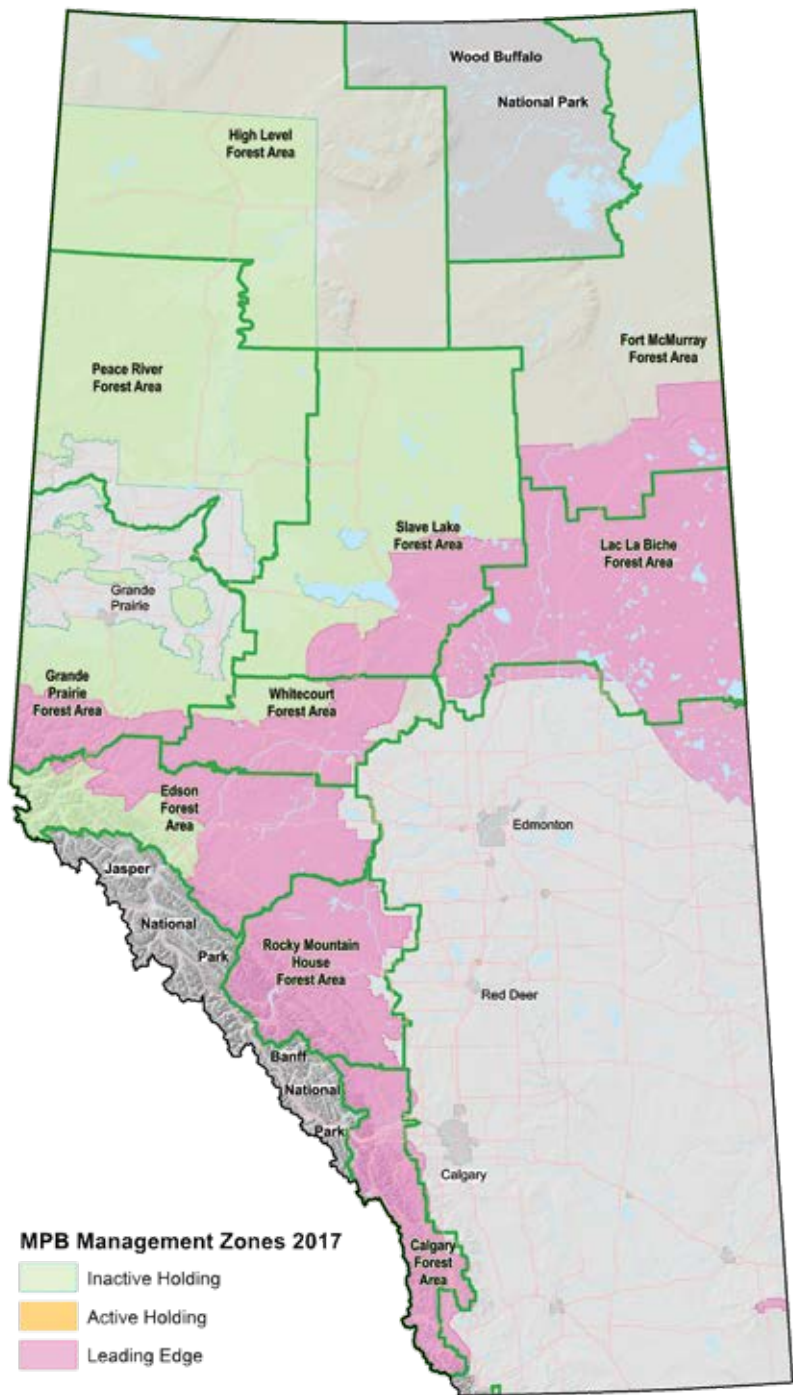 Wood Buffalo
National Park
High Level
Forest Area
Fort McMurray
Forest Area
Peace River
Forest Area
Slave Lake
Forest Area
Lac La Biche
Forest Area
Grande
Prairie
Grande
Prairie
Forest Area
Whitecourt
Forest Area
Edson
Forest
Area
Edmonton
Jasper
National
Park
Rocky Mountain
House
Forest Area
Red Deer
Banff
National
Park
Calgary
Calgary
Forest
Area
MPB Management Zones 2017
Inactive Holding
Active Holding
Leading Edge